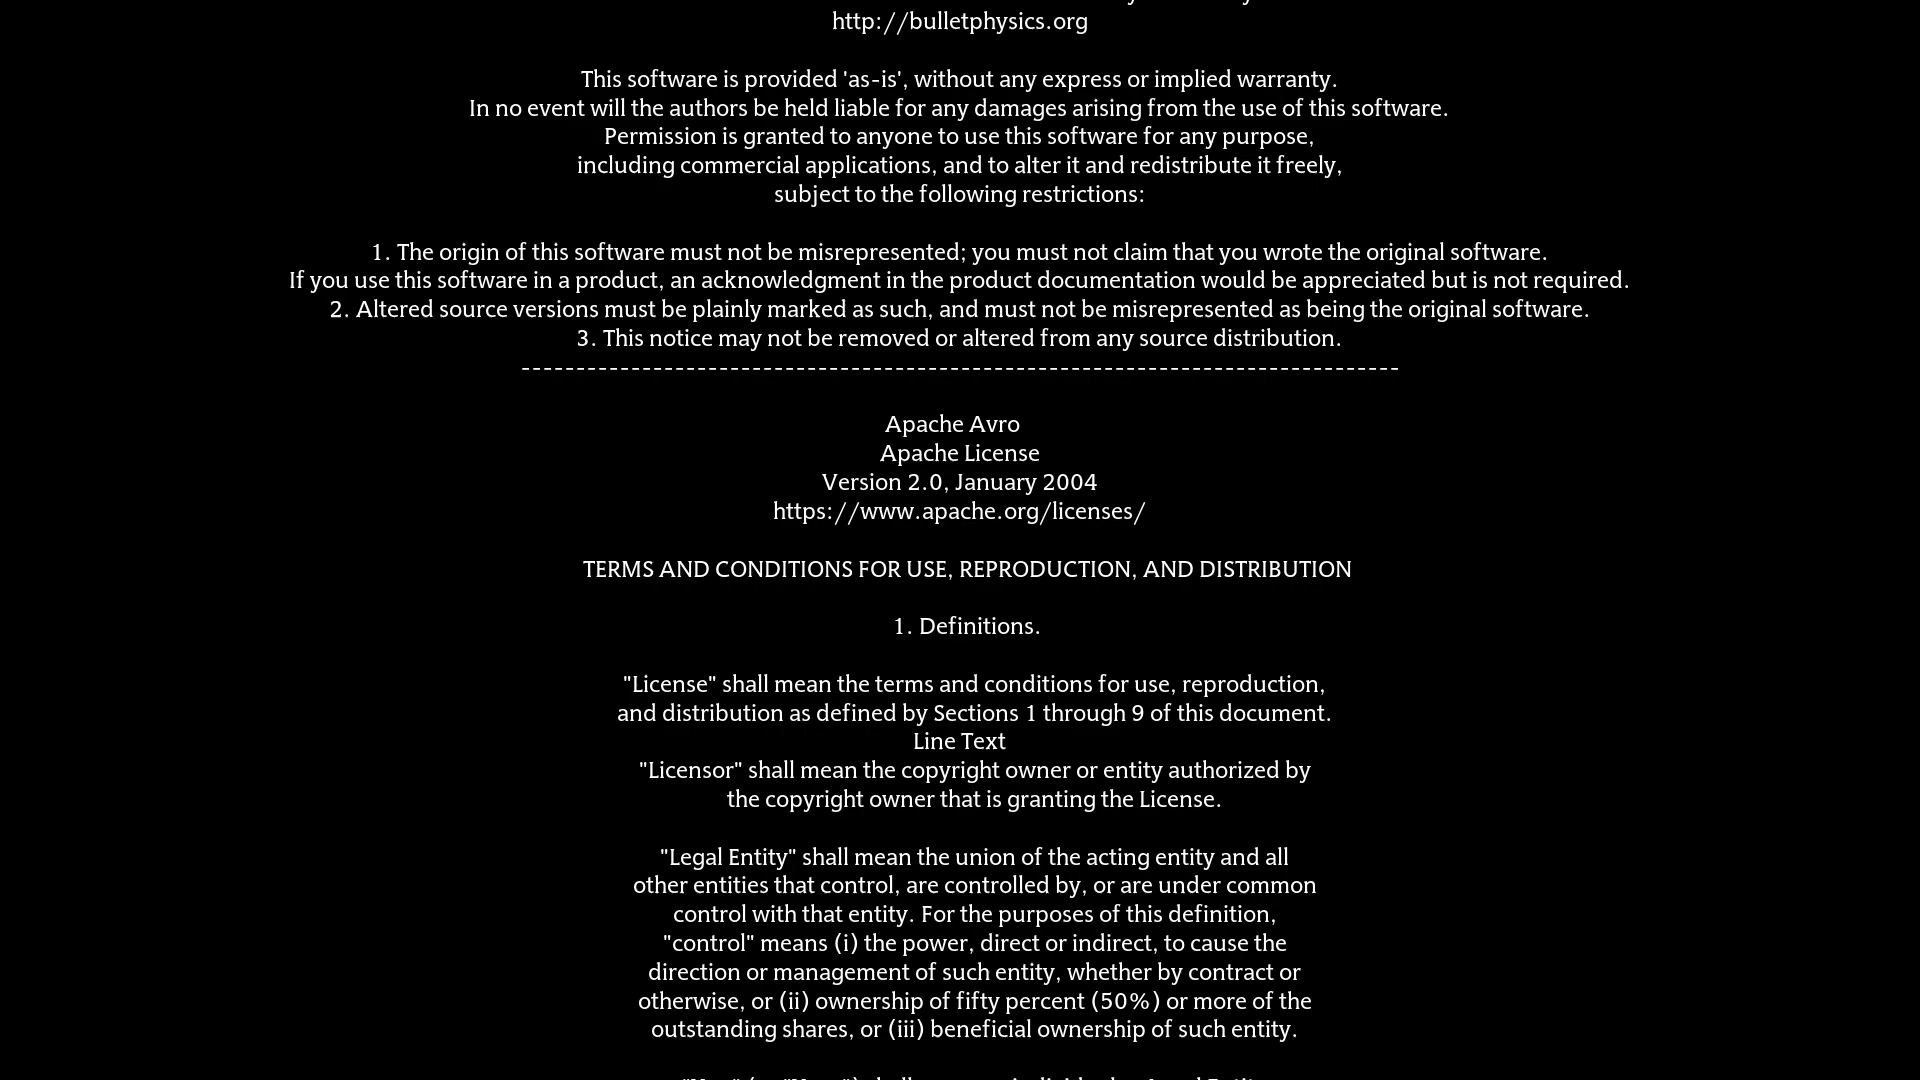 http://bulletphysics.org
This software is provided 'as-is', without any express or implied warranty.
In no event will the authors be held liable for any damages arising from the use of this software.
Permission is granted to anyone to use this software for any purpose,
including commercial applications, and to alter it and redistribute it freely,
subject to the following restrictions:
1. The origin of this software must not be misrepresented; you must not claim that you wrote the original software.
If you use this software in a product, an acknowledgment in the product documentation would be appreciated but is not required.
2. Altered source versions must be plainly marked as such, and must not be misrepresented as being the original software.
3. This notice may not be removed or altered from any source distribution.
--------------------------------------------------------------------------------
Apache Avro
Apache License
Version 2.0, January 2004
https://www.apache.org/licenses/
TERMS AND CONDITIONS FOR USE, REPRODUCTION, AND DISTRIBUTION
1. Definitions.
"License" shall mean the terms and conditions for use, reproduction,
and distribution as defined by Sections 1 through 9 of this document.
Line Text
"Licensor" shall mean the copyright owner or entity authorized by
the copyright owner that is granting the License.
"Legal Entity" shall mean the union of the acting entity and all
other entities that control, are controlled by, or are under common
control with that entity. For the purposes of this definition,
"control" means (i) the power, direct or indirect, to cause the
direction or management of such entity, whether by contract or
otherwise, or (ii) ownership of fifty percent (50%) or more of the
outstanding shares, or (iii) beneficial ownership of such entity.